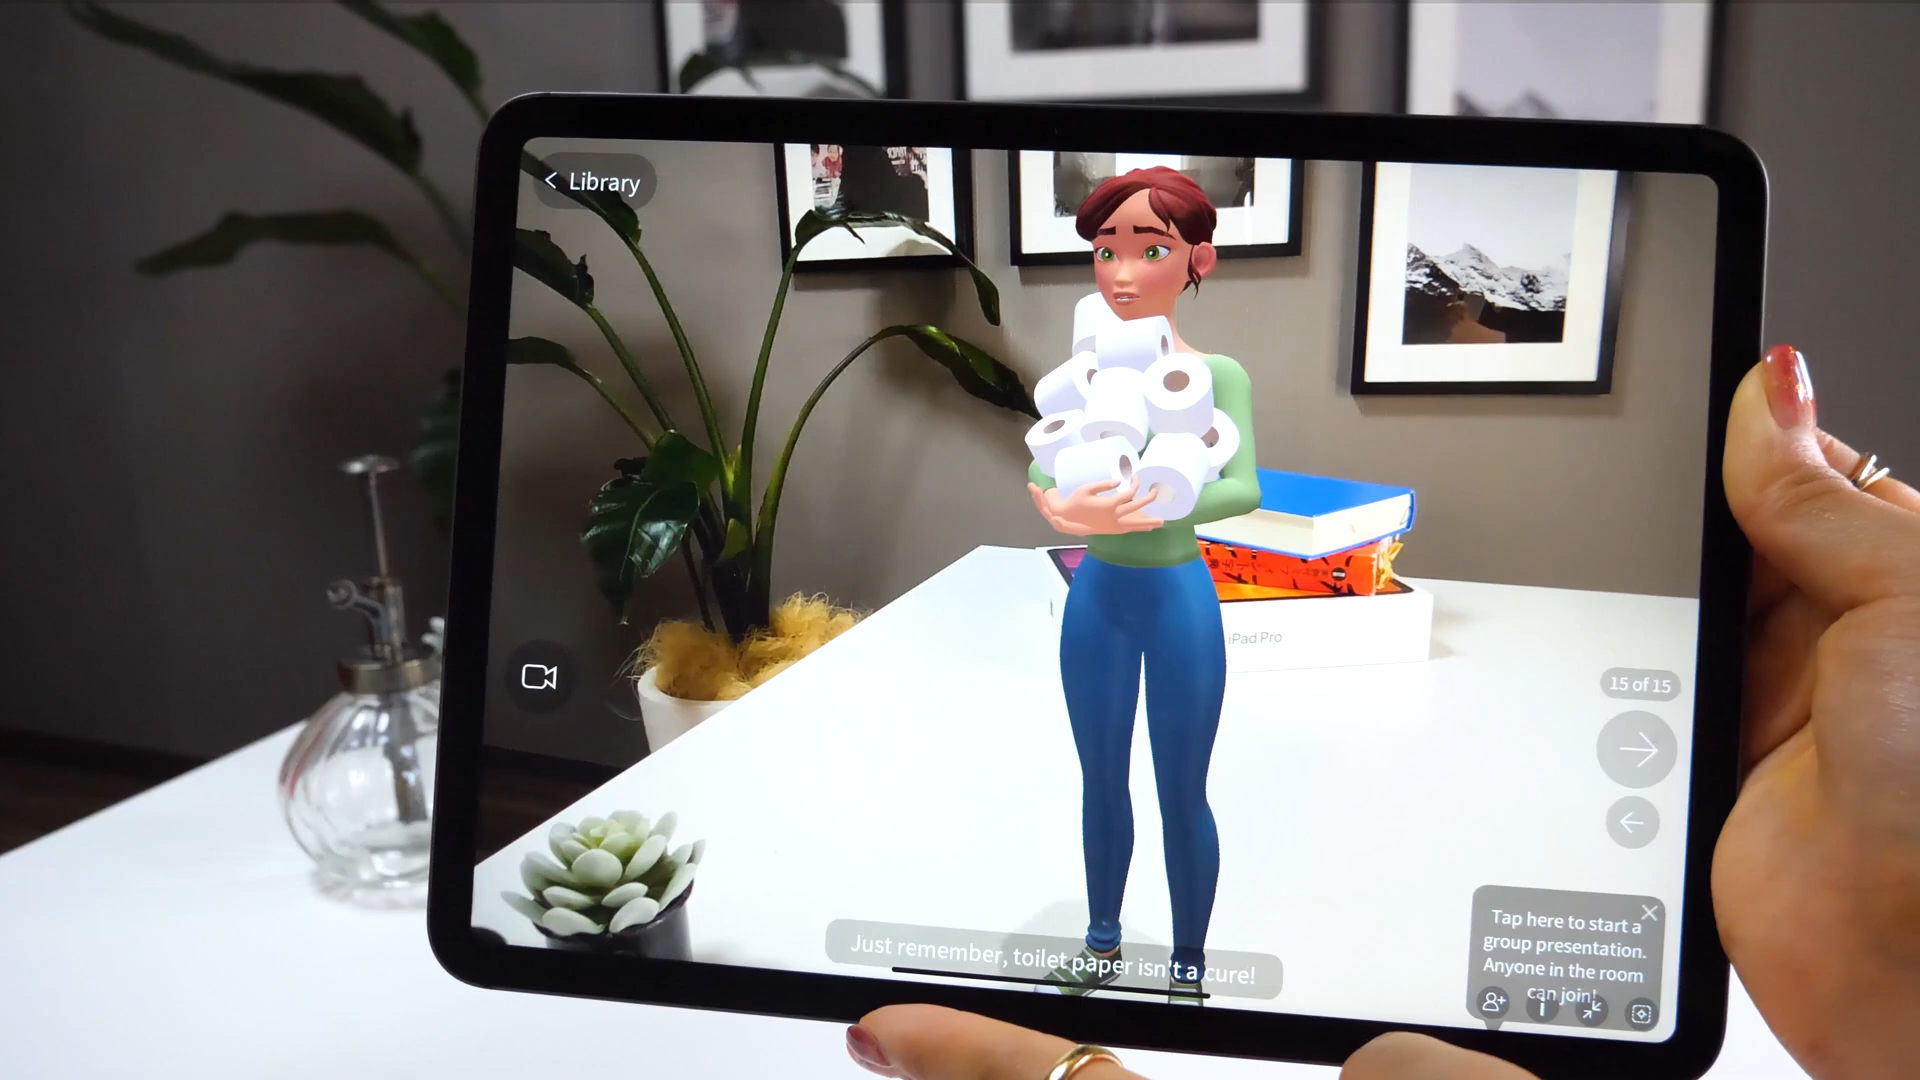 Library
iPad Pro
15 of 15
Just remember, toilet paper isn't a cure!
Tap here to start a
group presentation.
Anyone in the room
can join!